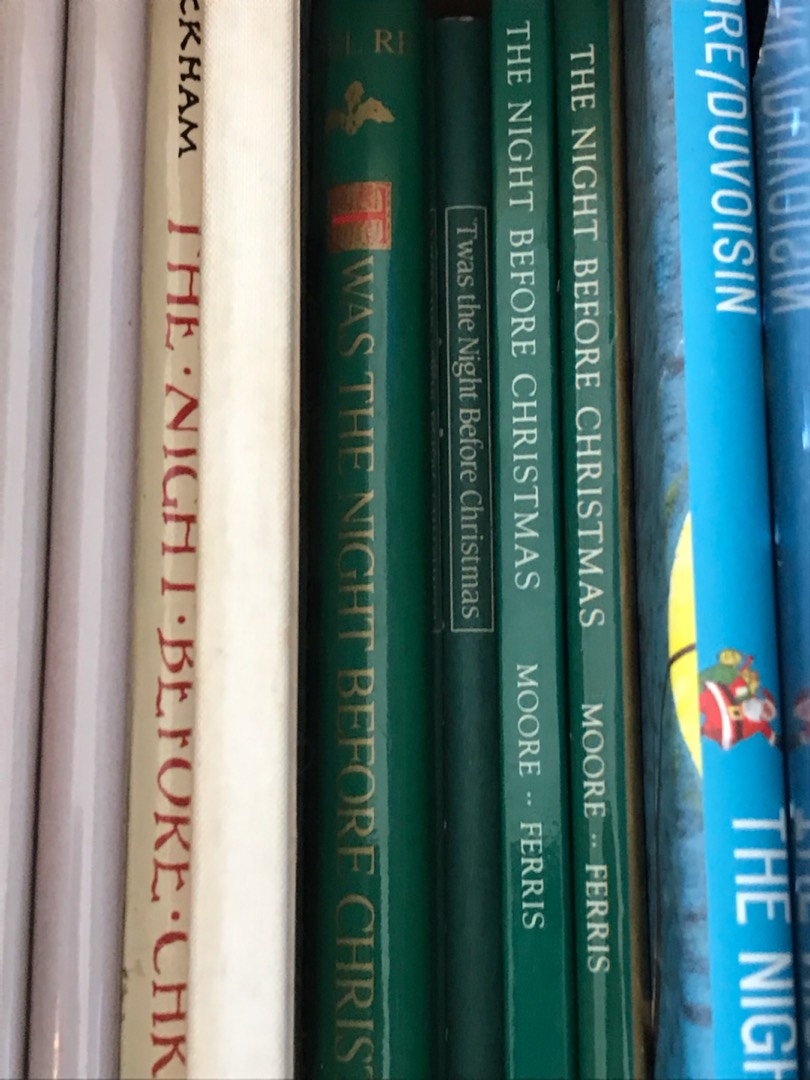 CKHAM THE·NIGHT·BEFORE·CHR
L RE
TWAS THE NIGHT BEFORE CHRIST
'Twas the Night Before Christmas
THE NIGHT BEFORE CHRISTMAS MOORE ·· FERRIS
THE NIGHT BEFORE CHRISTMAS MOORE ·· FERRIS
RE/DUVOISIN THE NIGH